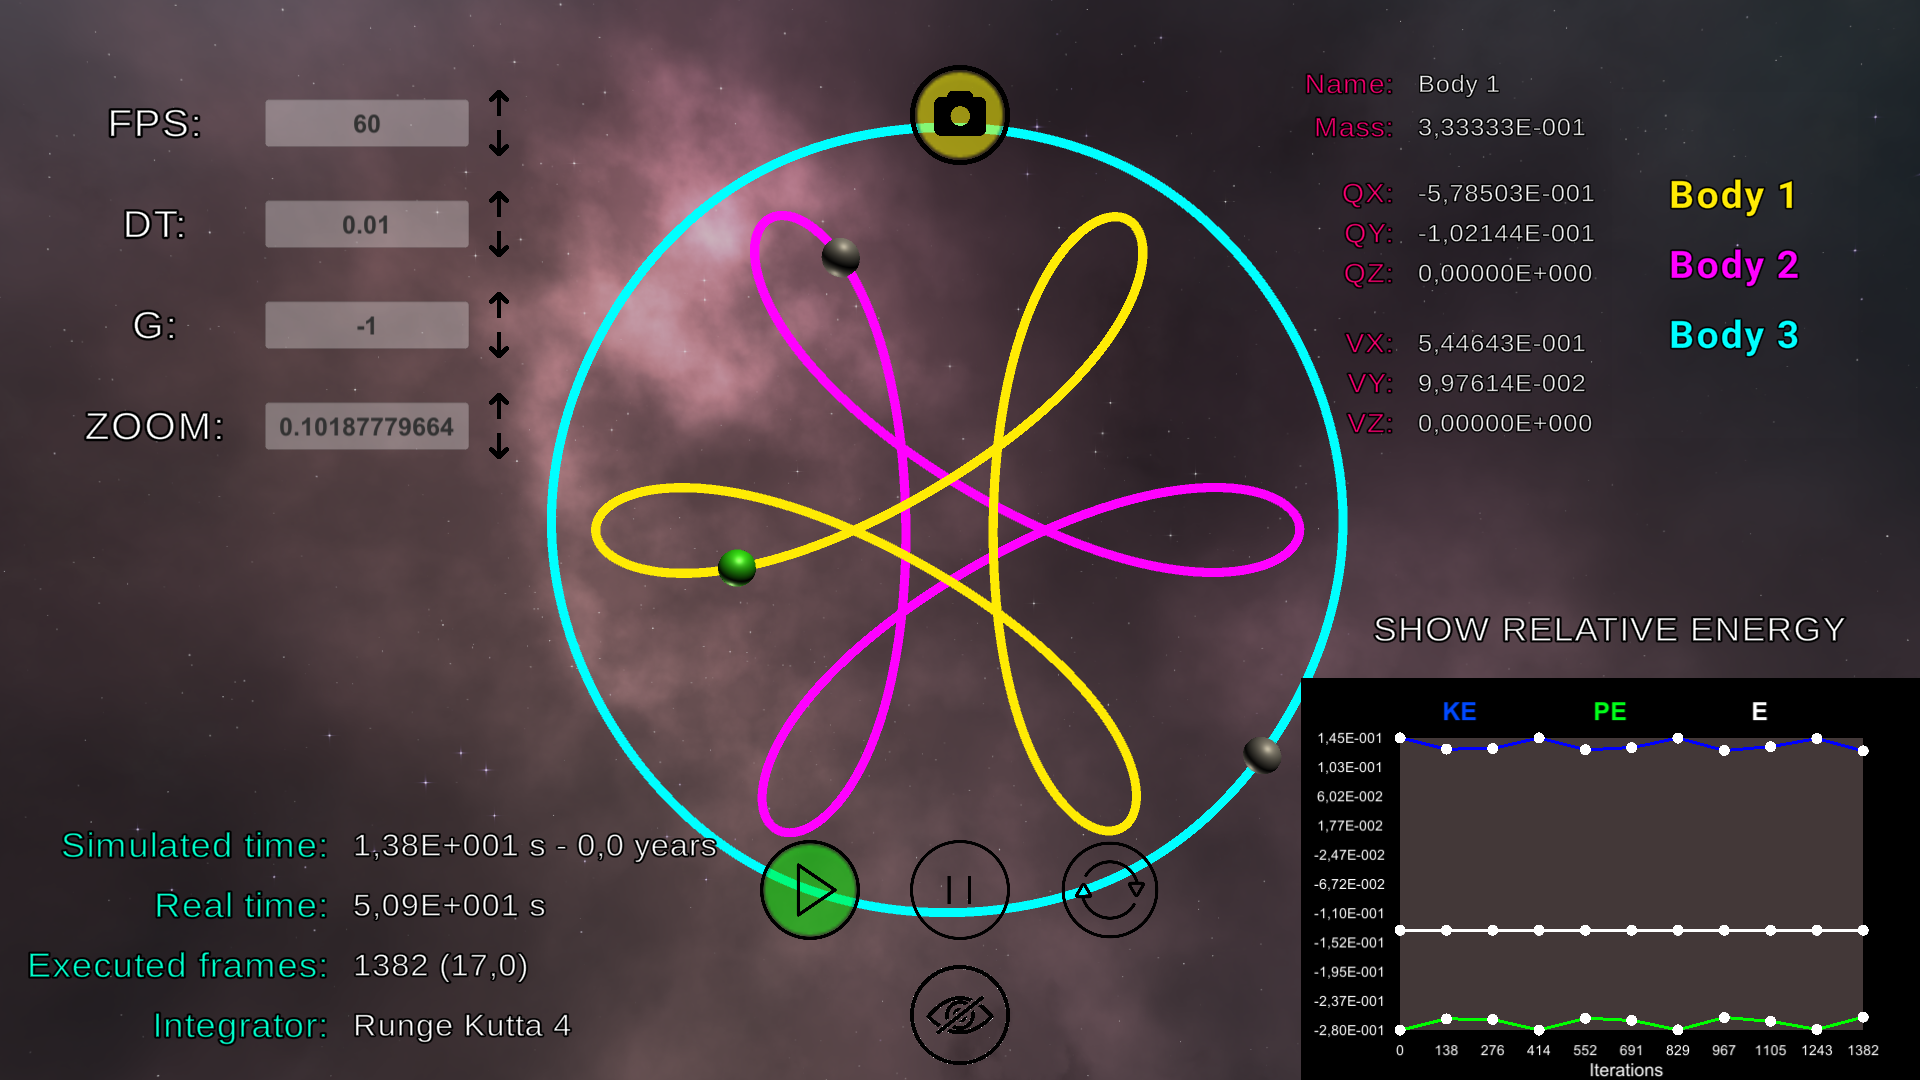 FPS: 60
DT: 0.01
G: -1
ZOOM: 0.10187779664
Name: Body 1
Mass: 3,33333E-001
QX: -5,78503E-001
QY: -1,02144E-001
QZ: 0,00000E+000
VX: 5,44643E-001
VY: 9,97614E-002
VZ: 0,00000E+000
Body 1
Body 2
Body 3
SHOW RELATIVE ENERGY
KE PE E
1,45E-001
1,03E-001
6,02E-002
1,77E-002
-2,47E-002
-6,72E-002
-1,10E-001
-1,52E-001
-1,95E-001
-2,37E-001
-2,80E-001
0 138 276 414 552 691 829 967 1105 1243 1382
Iterations
Simulated time: 1,38E+001 s - 0,0 years
Real time: 5,09E+001 s
Executed frames: 1382 (17,0)
Integrator: Runge Kutta 4